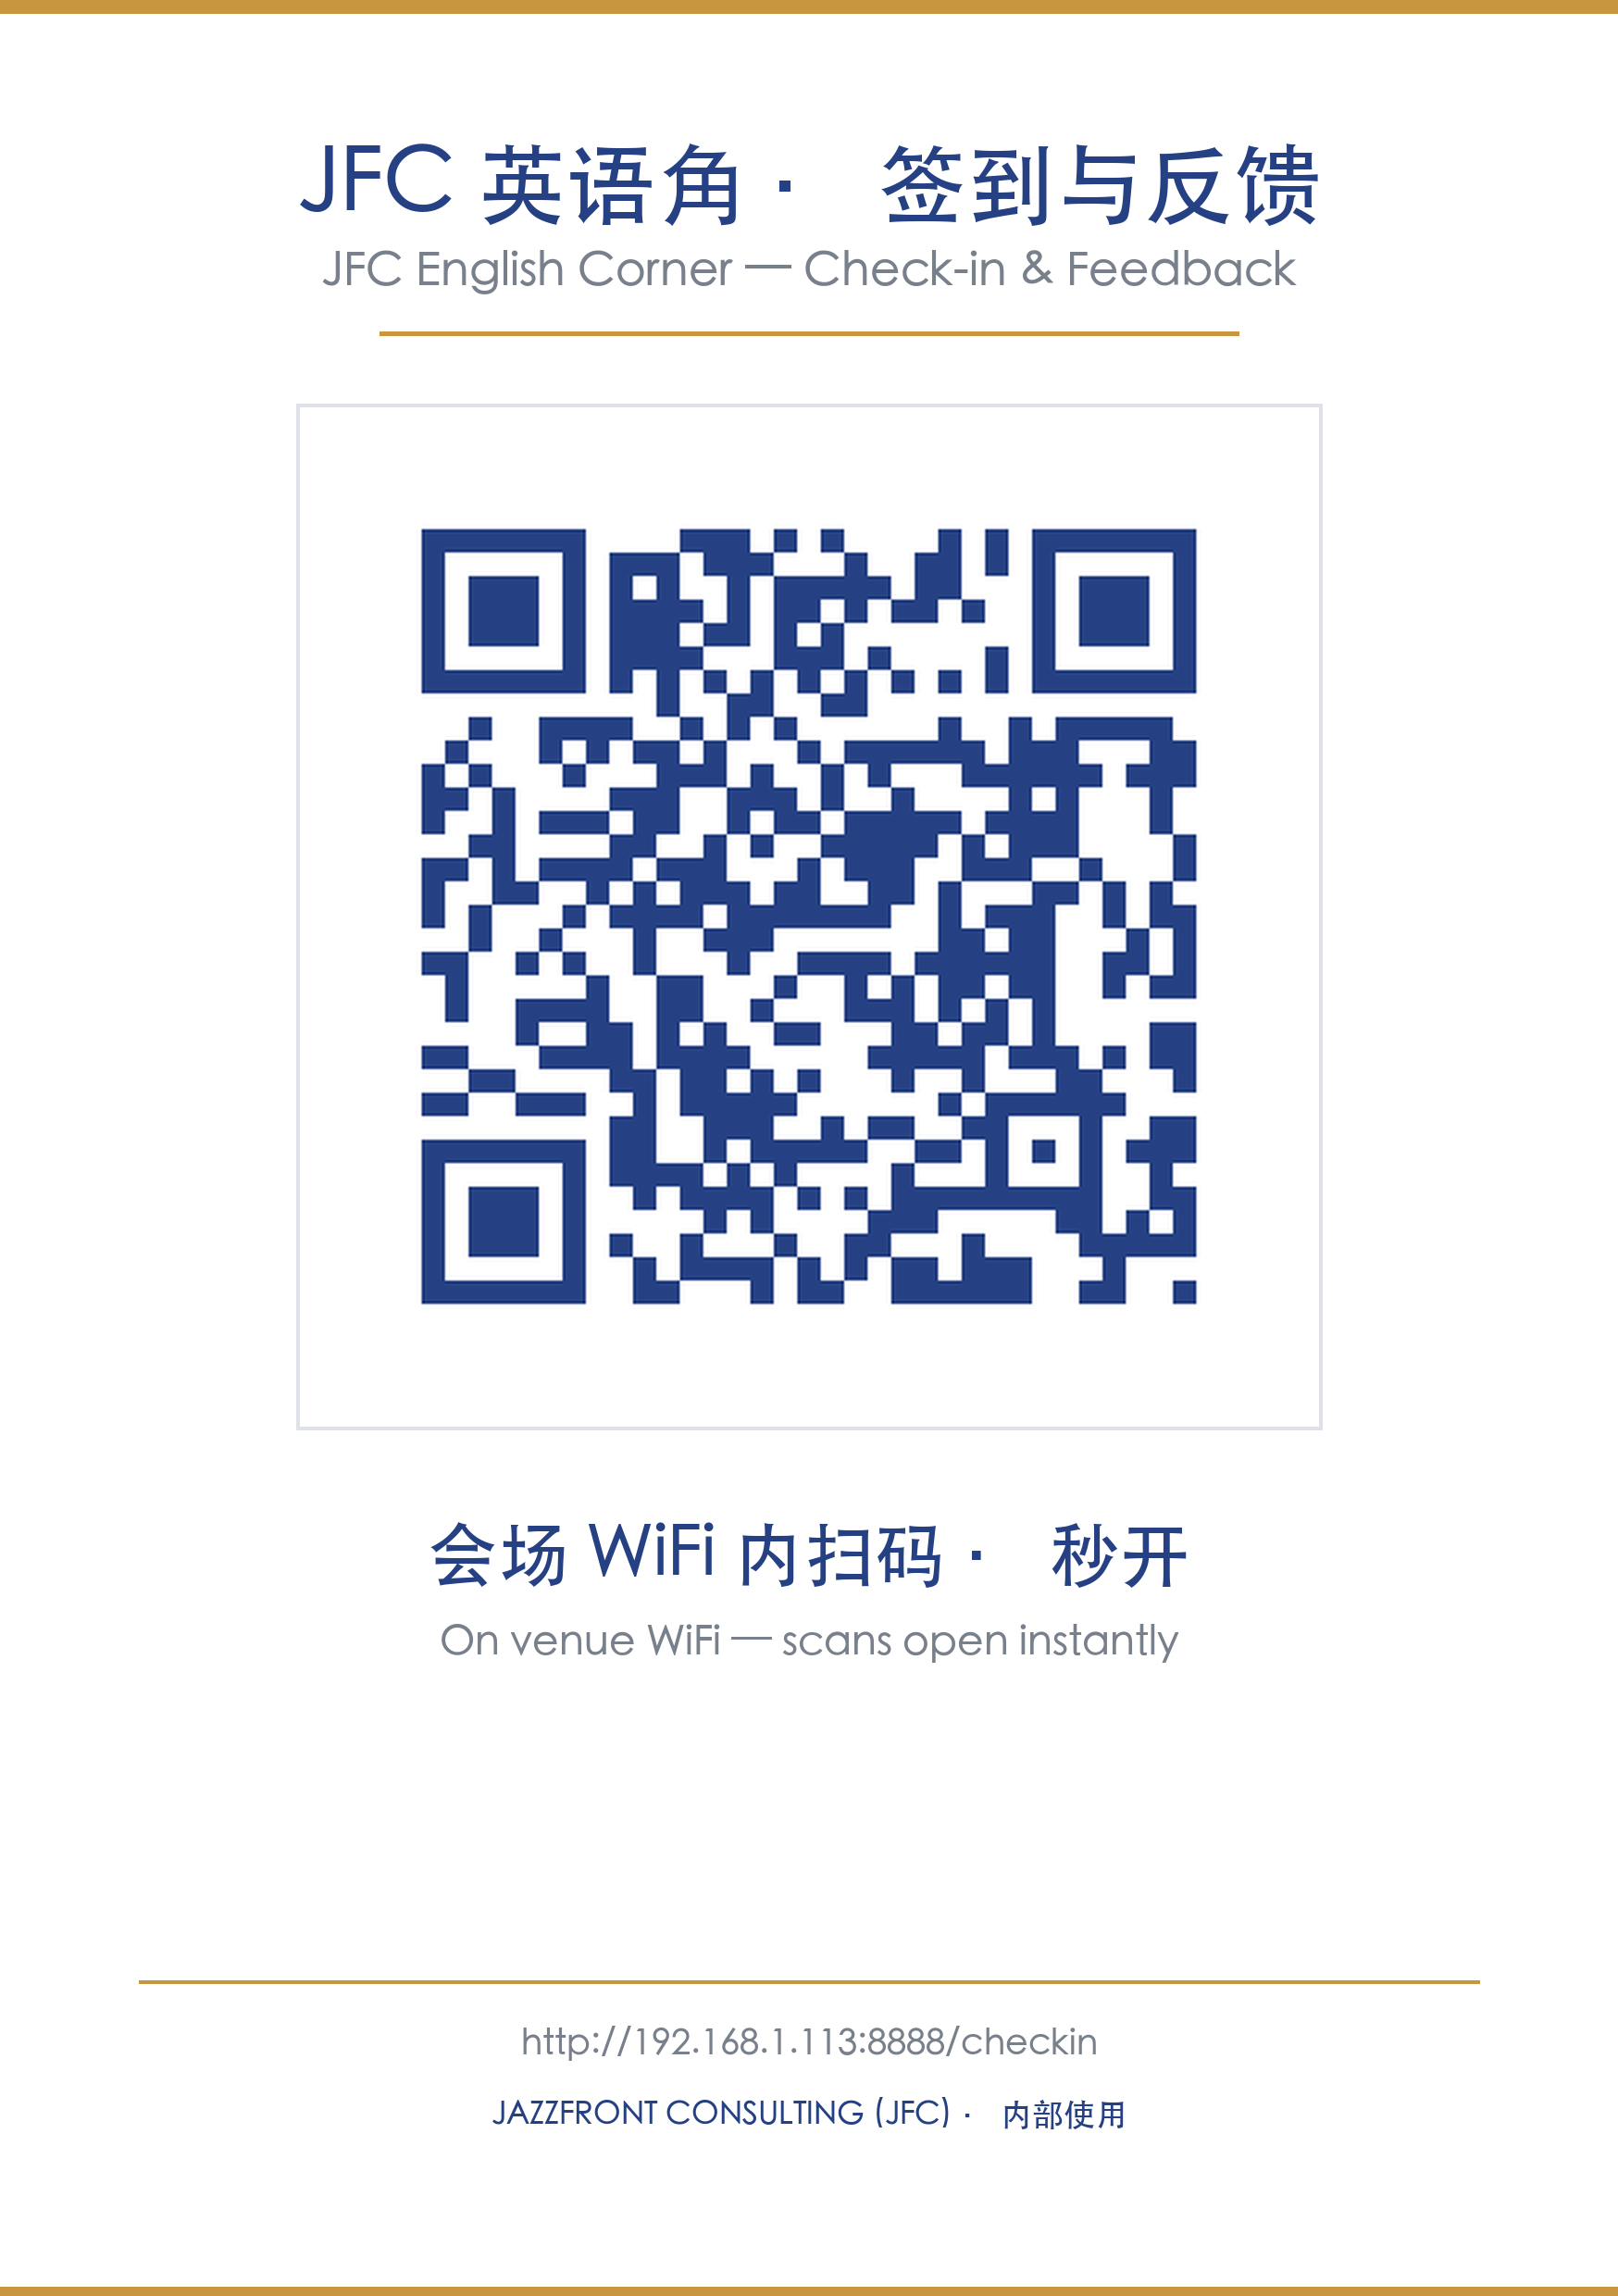 JFC 英语角 · 签到与反馈
JFC English Corner — Check-in & Feedback
会场 WiFi 内扫码 · 秒开
On venue WiFi — scans open instantly
http://192.168.1.113:8888/checkin
JAZZFRONT CONSULTING (JFC) · 内部使用